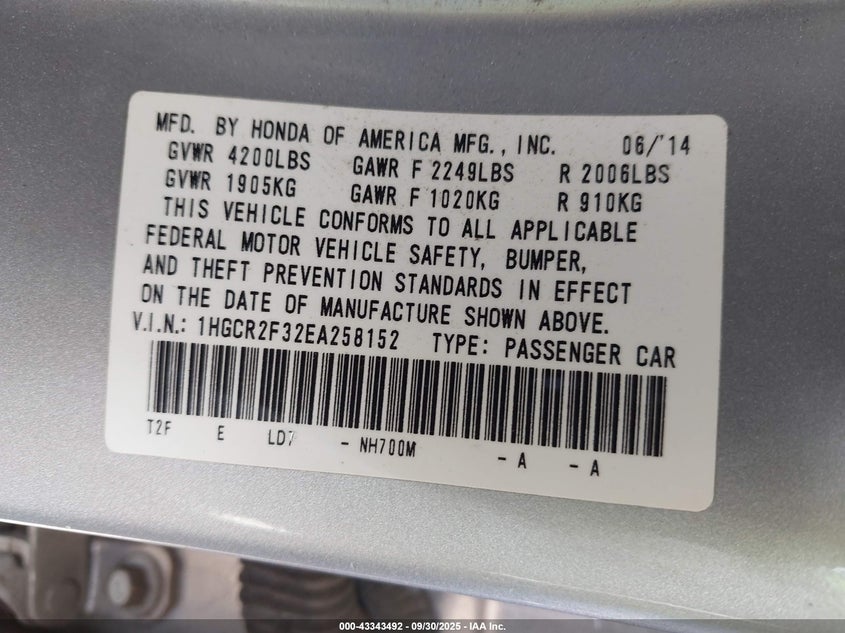 MFD. BY HONDA OF AMERICA MFG., INC. 06/'14
GVWR 4200LBS GAWR F 2249LBS R 2006LBS
GVWR 1905KG GAWR F 1020KG R 910KG
THIS VEHICLE CONFORMS TO ALL APPLICABLE
FEDERAL MOTOR VEHICLE SAFETY, BUMPER,
AND THEFT PREVENTION STANDARDS IN EFFECT
ON THE DATE OF MANUFACTURE SHOWN ABOVE.
V.I.N.: 1HGCR2F32EA258152 TYPE: PASSENGER CAR
T2F E LD7 - NH700M - A - A
000-43343492 - 09/30/2025 - IAA Inc.